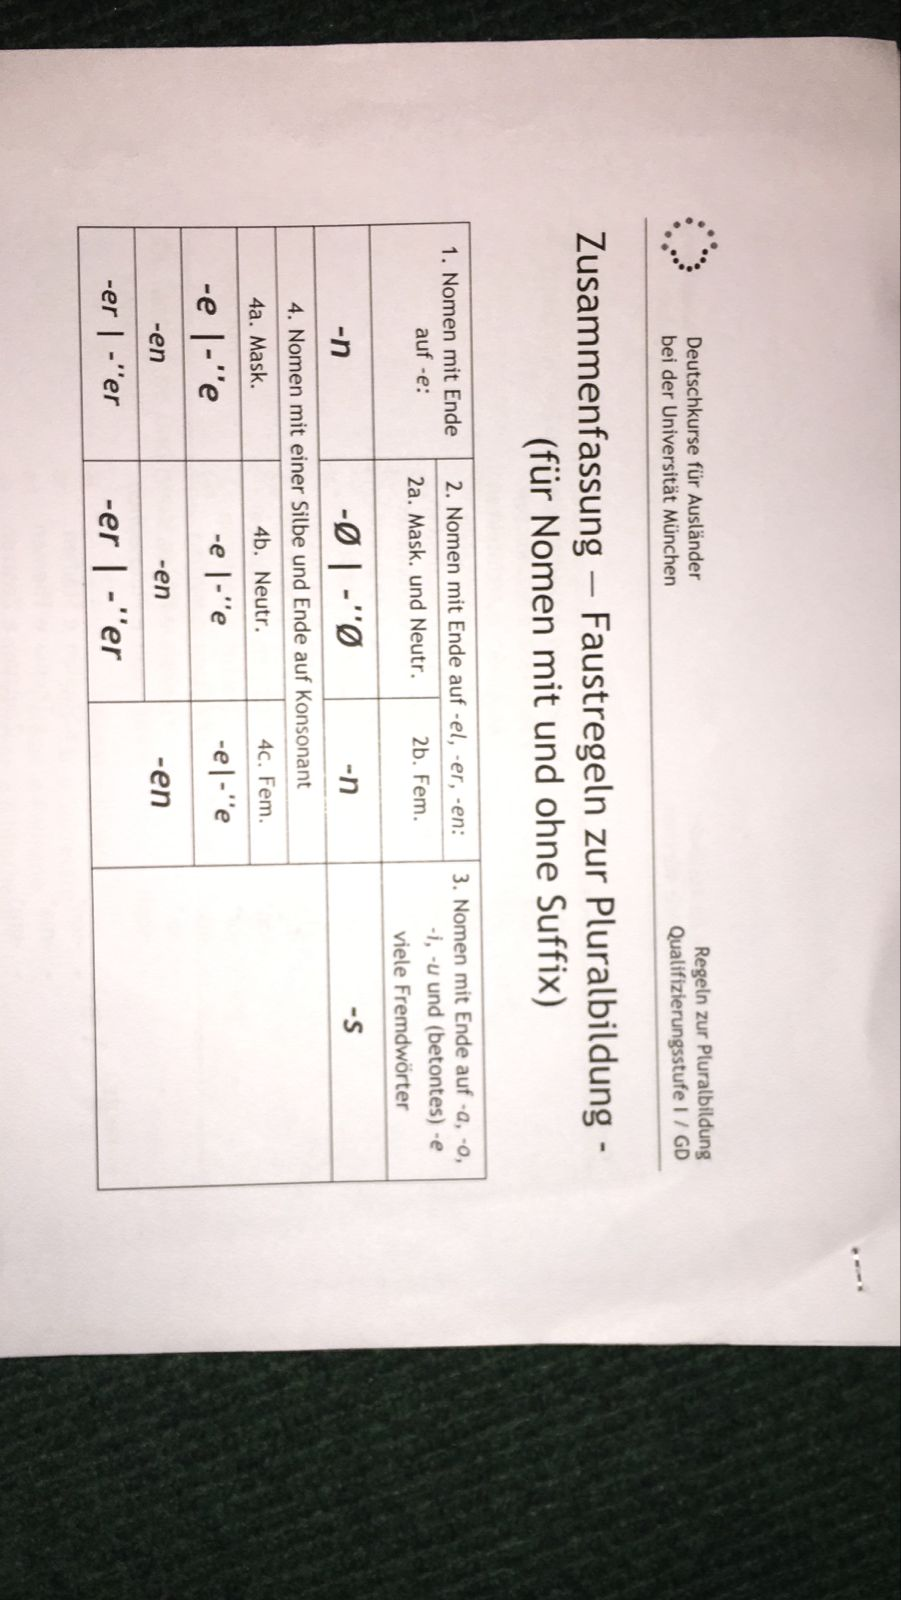 Deutschkurse für Ausländer
bei der Universität München
Regeln zur Pluralbildung
Qualifizierungsstufe I / GD
Zusammenfassung — Faustregeln zur Pluralbildung -
(für Nomen mit und ohne Suffix)
1. Nomen mit Ende
auf -e:
2. Nomen mit Ende auf -el, -er, -en:
2a. Mask. und Neutr.
2b. Fem.
3. Nomen mit Ende auf -a, -o,
-i, -u und (betontes) -e
viele Fremdwörter
-n
-Ø | -¨Ø
-n
-s
4. Nomen mit einer Silbe und Ende auf Konsonant
4a. Mask.
4b. Neutr.
4c. Fem.
-e | -¨e
-e | -¨e
-e | -¨e
-en
-en
-en
-er | -¨er
-er | -¨er